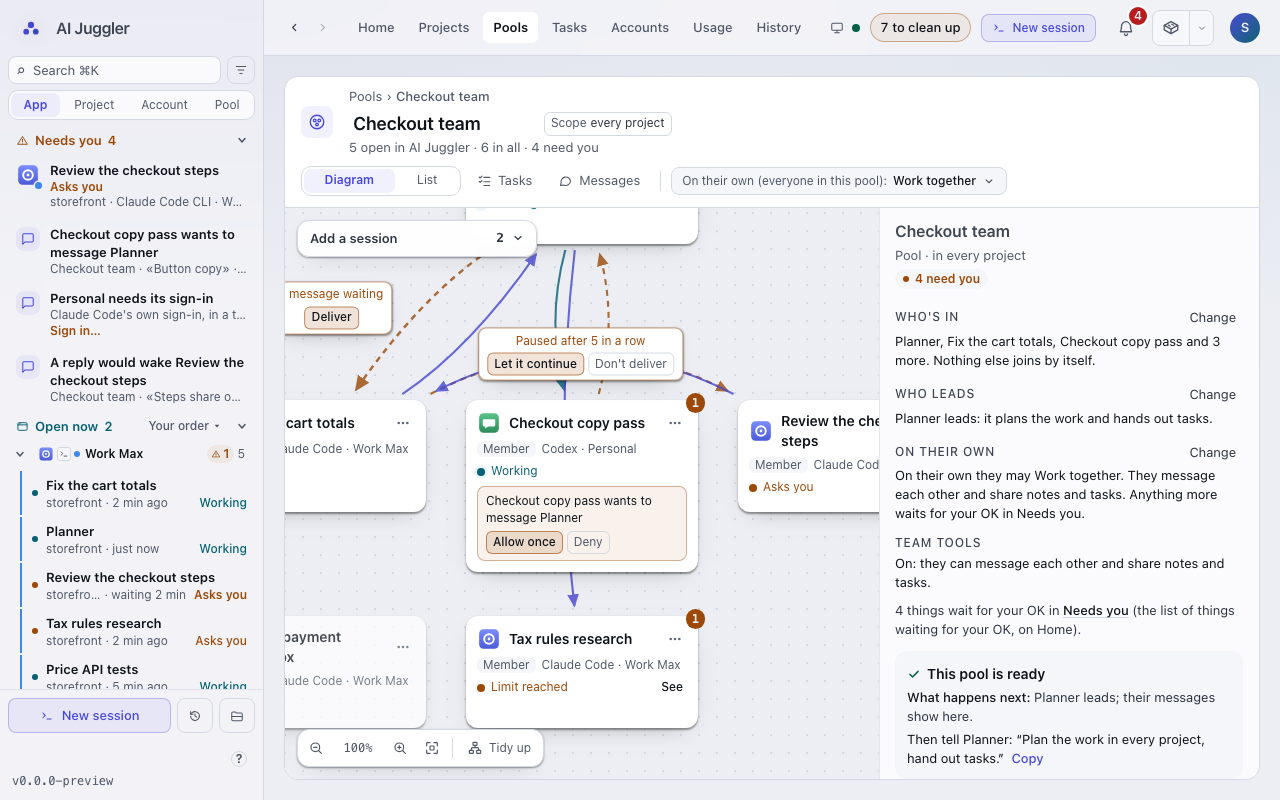 AI Juggler
Search ⌘K
App Project Account Pool
Needs you 4
Review the checkout steps
Asks you
storefront · Claude Code CLI · W...
Checkout copy pass wants to
message Planner
Checkout team · «Button copy» ·...
Personal needs its sign-in
Claude Code's own sign-in, in a t...
Sign in...
A reply would wake Review the
checkout steps
Checkout team · «Steps share o...
Open now 2 Your order
Work Max 1 5
Fix the cart totals
storefront · 2 min ago Working
Planner
storefront · just now Working
Review the checkout steps
storefro... · waiting 2 min Asks you
Tax rules research
storefront · 2 min ago Asks you
Price API tests
storefront · 5 min ago Working
New session
?
v0.0.0-preview
Home Projects Pools Tasks Accounts Usage History
7 to clean up
New session
4
S
Pools › Checkout team
Checkout team
Scope every project
5 open in AI Juggler · 6 in all · 4 need you
Diagram List Tasks Messages
On their own (everyone in this pool): Work together
Add a session 2
message waiting
Deliver
Paused after 5 in a row
Let it continue Don't deliver
cart totals
aude Code · Work Max
1
Checkout copy pass
Member Codex · Personal
Working
Checkout copy pass wants to
message Planner
Allow once Deny
Review the che
steps
Member Claude Cod
Asks you
payment
ox
aude Code · Work Max
1
Tax rules research
Member Claude Code · Work Max
Limit reached See
100% Tidy up
Checkout team
Pool · in every project
4 need you
WHO'S IN Change
Planner, Fix the cart totals, Checkout copy pass and 3
more. Nothing else joins by itself.
WHO LEADS Change
Planner leads: it plans the work and hands out tasks.
ON THEIR OWN Change
On their own they may Work together. They message
each other and share notes and tasks. Anything more
waits for your OK in Needs you.
TEAM TOOLS
On: they can message each other and share notes and
tasks.
4 things wait for your OK in Needs you (the list of things
waiting for your OK, on Home).
This pool is ready
What happens next: Planner leads; their messages
show here.
Then tell Planner: “Plan the work in every project,
hand out tasks.” Copy